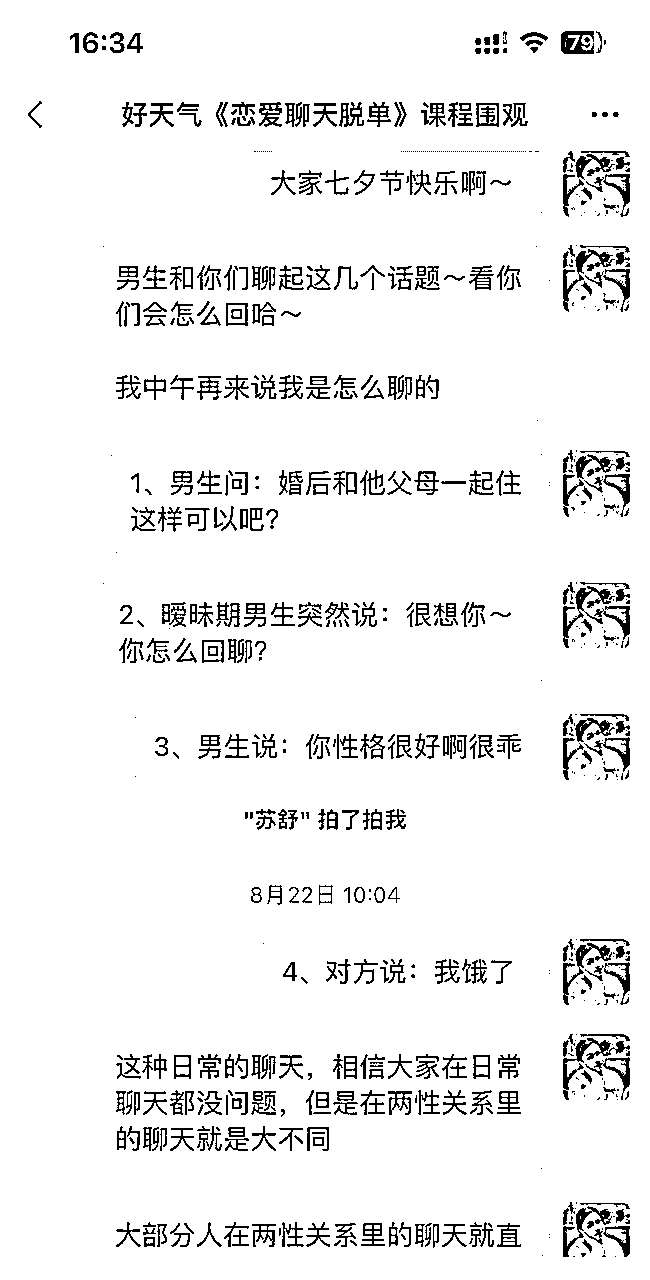 16:34
79
好天气《恋爱聊天脱单》课程围观
大家七夕节快乐啊～
男生和你们聊起这几个话题～看你
们会怎么回哈～
我中午再来说我是怎么聊的
1、男生问：婚后和他父母一起住
这样可以吧？
2、暧昧期男生突然说：很想你～
你怎么回聊？
3、男生说：你性格很好啊很乖
"苏舒" 拍了拍我
8月22日 10:04
4、对方说：我饿了
这种日常的聊天，相信大家在日常
聊天都没问题，但是在两性关系里
的聊天就是大不同
大部分人在两性关系里的聊天就直